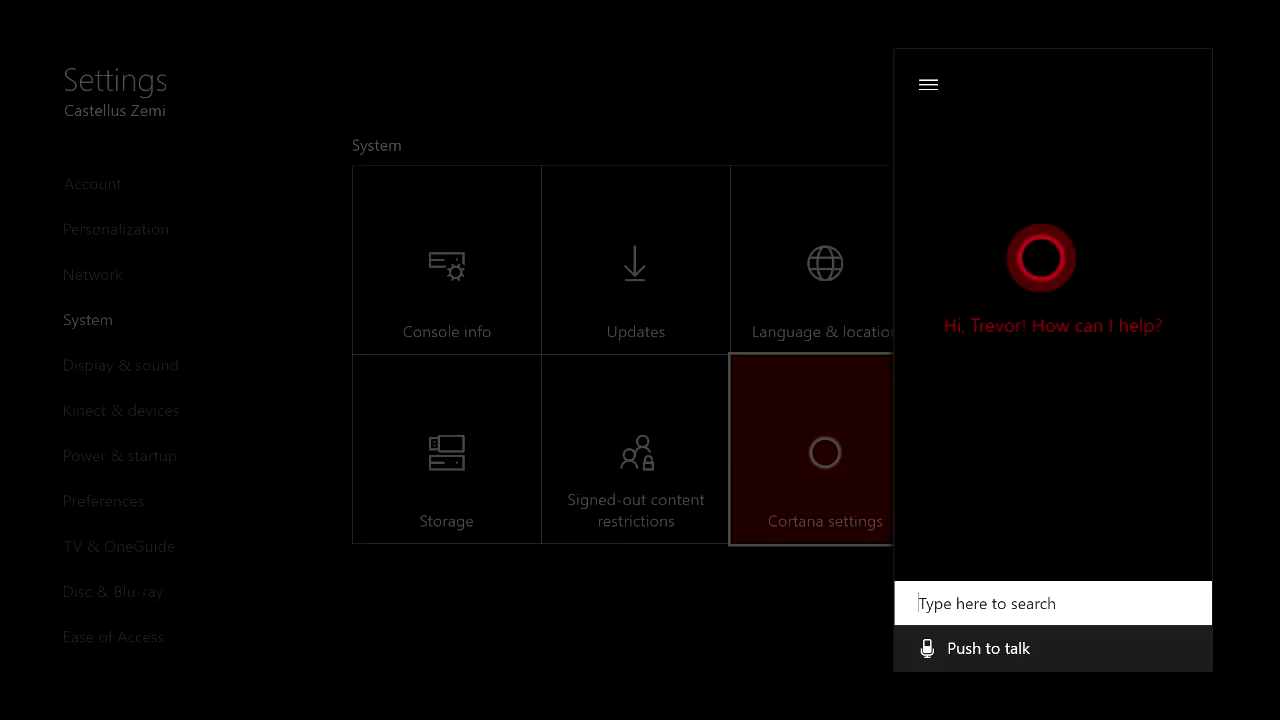 Settings
Castellus Zemi
Account
Personalization
Network
System
Display & sound
Kinect & devices
Power & startup
Preferences
TV & OneGuide
Disc & Blu-ray
Ease of Access
System
Console info
Updates
Language & location
Storage
Signed-out content
restrictions
Cortana settings
Hi, Trevor! How can I help?
Type here to search
Push to talk